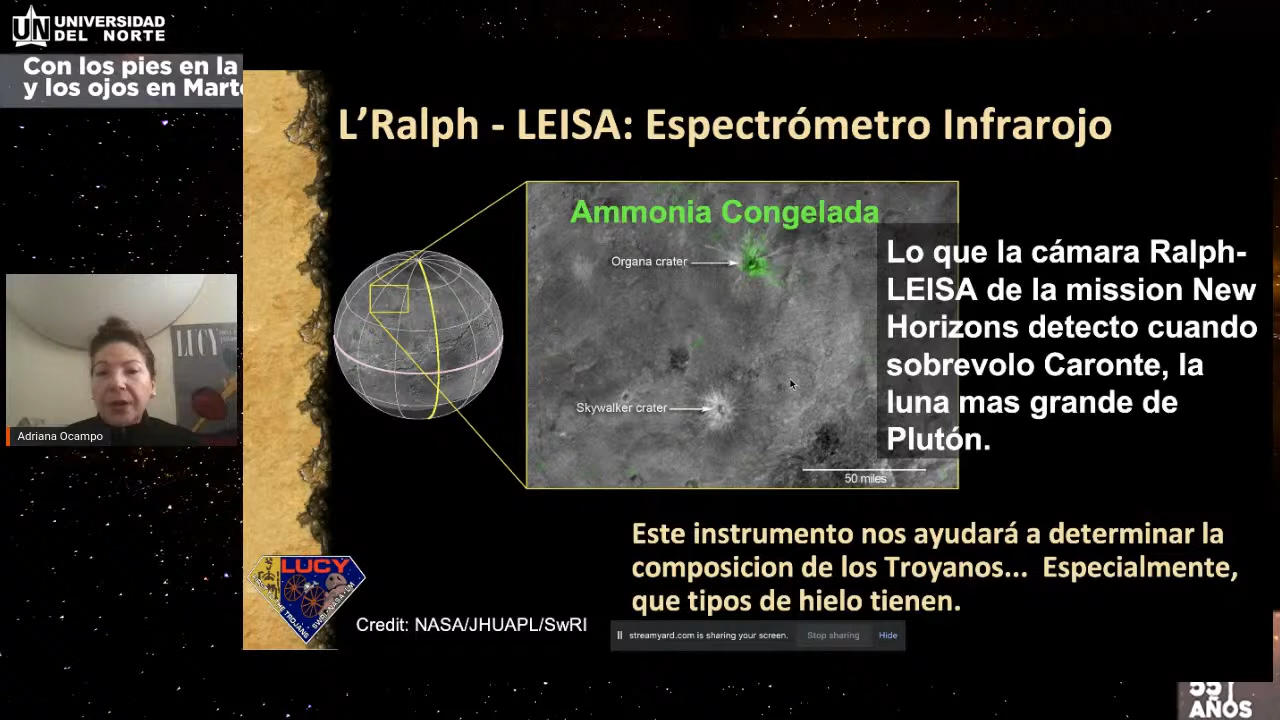 UN UNIVERSIDAD
DEL NORTE
Con los pies en la
y los ojos en Marte
L'Ralph - LEISA: Espectrómetro Infrarojo
Ammonia Congelada
Organa crater
Skywalker crater
50 miles
Lo que la cámara Ralph-
LEISA de la mission New
Horizons detecto cuando
sobrevolo Caronte, la
luna mas grande de
Plutón.
LUCY
Adriana Ocampo
Este instrumento nos ayudará a determinar la
composicion de los Troyanos... Especialmente,
que tipos de hielo tienen.
LUCY
Credit: NASA/JHUAPL/SwRI
streamyard.com is sharing your screen.
Stop sharing
Hide
55
AÑOS